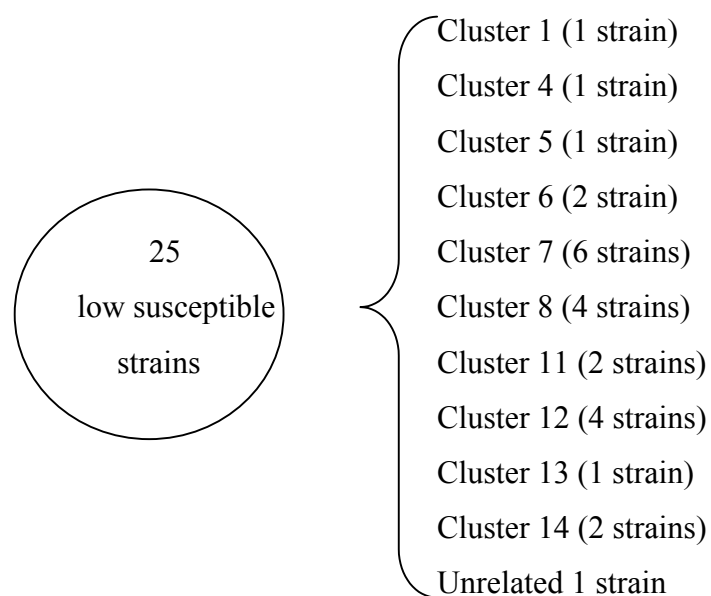 25
low susceptible
strains
Cluster 1 (1 strain)
Cluster 4 (1 strain)
Cluster 5 (1 strain)
Cluster 6 (2 strain)
Cluster 7 (6 strains)
Cluster 8 (4 strains)
Cluster 11 (2 strains)
Cluster 12 (4 strains)
Cluster 13 (1 strain)
Cluster 14 (2 strains)
Unrelated 1 strain